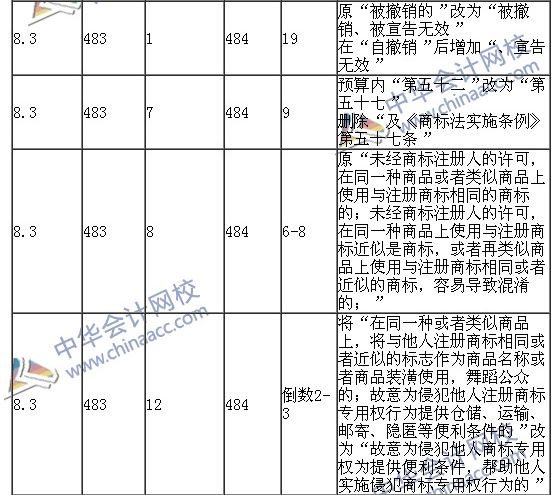 8.3 483 1 484 19
原“被撤销的”改为“被撤
销、被宣告无效”
在“自撤销”后增加“、宣告
无效”
8.3 483 7 484 9
预算内“第五十二”改为“第
五十七”
删除“及《商标法实施条例》
第五十七条”
8.3 483 8 484 6-8
原“未经商标注册人的许可，
在同一种商品或者类似商品上
使用与注册商标相同的商标
的；未经商标注册人的许可，
在同一种商品上使用与注册商
标近似是商标，或者再类似商
品上使用与注册商标相同或者
近似的商标，容易导致混淆
的；”
8.3 483 12 484 倒数2-
3
将“在同一种或者类似商品
上，将与他人注册商标相同或
者近似的标志作为商品名称或
者商品装潢使用，舞蹈公众
的；故意为侵犯他人注册商标
专用权行为提供仓储、运输、
邮寄、隐匿等便利条件的”改
为“故意为侵犯他人商标专用
权为提供便利条件，帮助他人
实施侵犯商标专用权行为的”
中华会计网校
www.chinaacc.com
中华会计网校
www.chinaacc.com